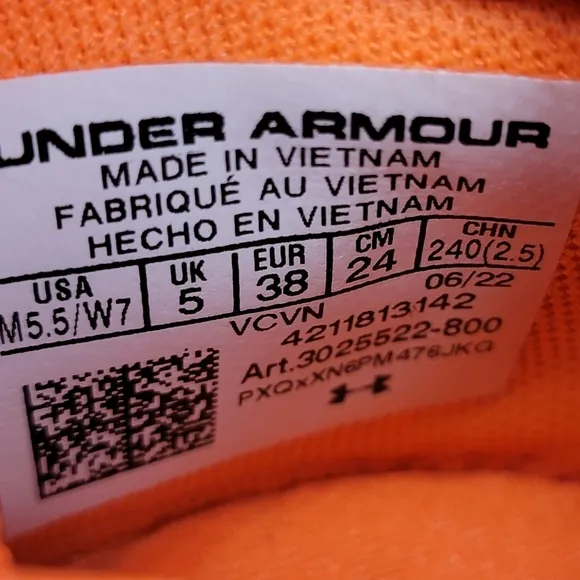 UNDER ARMOUR
MADE IN VIETNAM
FABRIQUÉ AU VIETNAM
HECHO EN VIETNAM
USA UK EUR CM CHN
M5.5/W7 5 38 24 240(2.5)
VCVN 06/22
4211813142
Art.3025522-800
PXQxXN6PM476JKQ